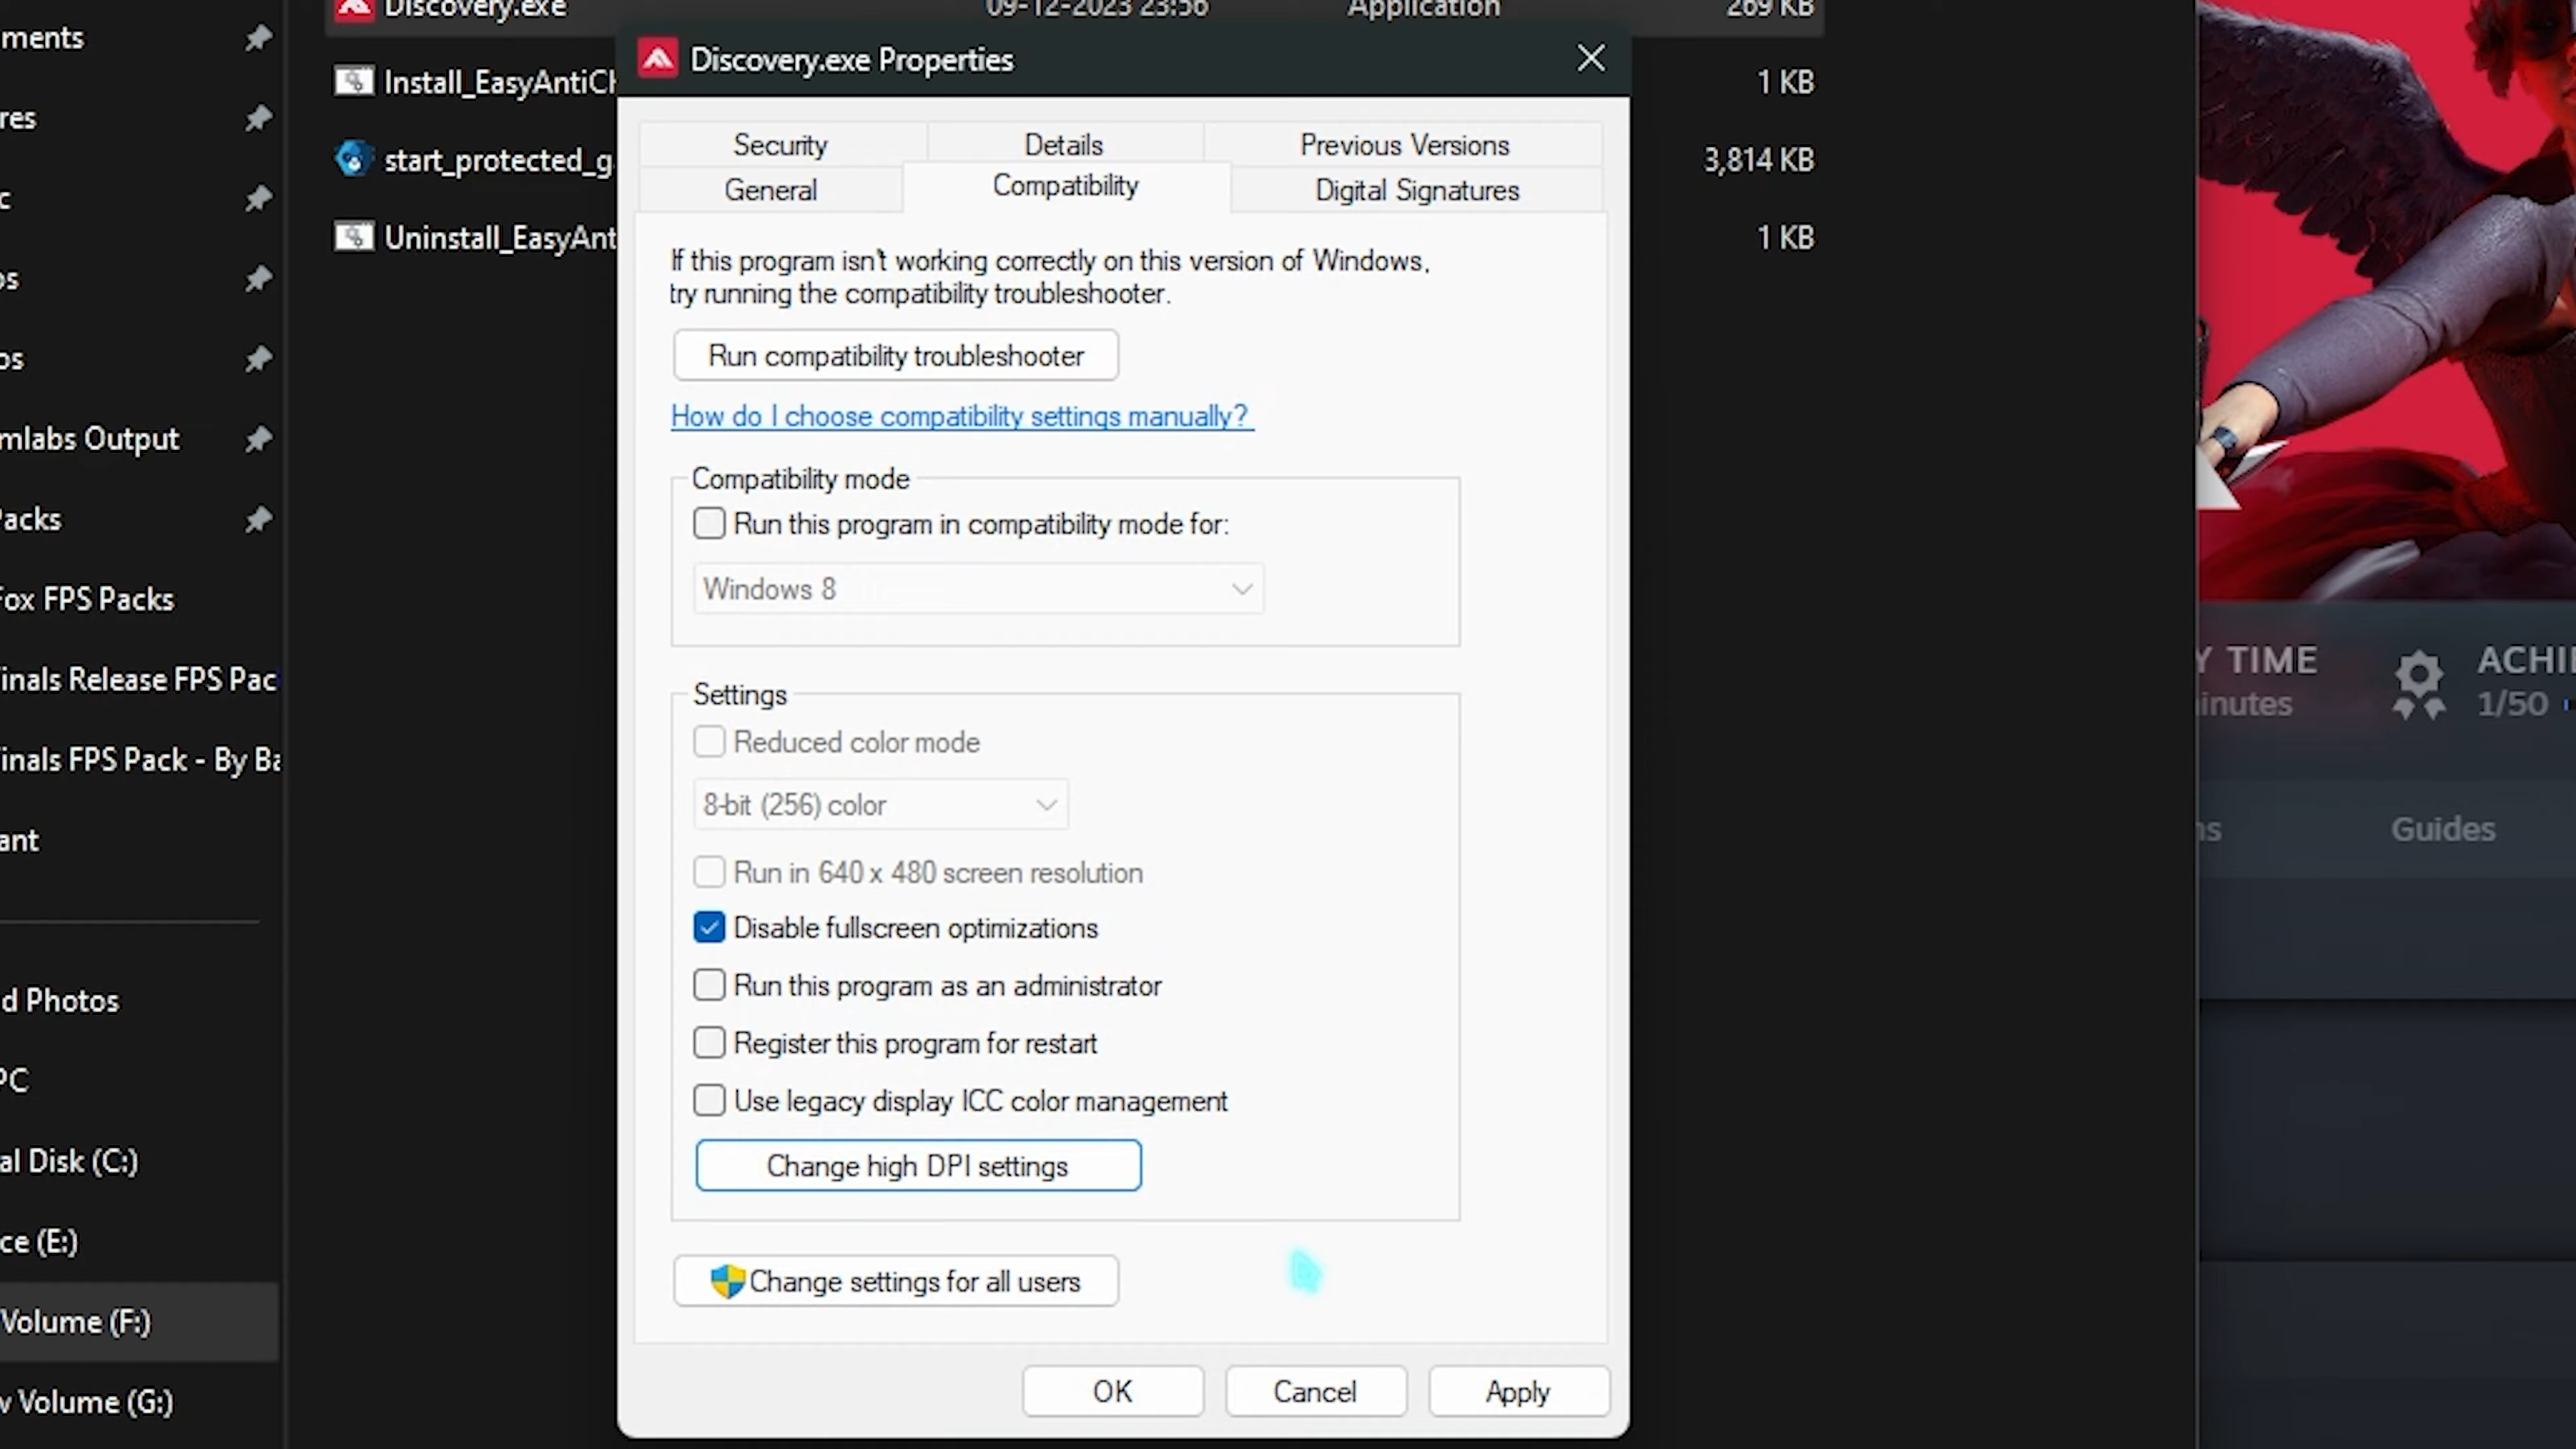 Discovery.exe 09-12-2023 23:56 Application 269 KB
Install_EasyAntiCh 1 KB
start_protected_g 3,814 KB
Uninstall_EasyAnt 1 KB
ments
res
c
os
os
mlabs Output
Packs
Fox FPS Packs
inals Release FPS Pac
inals FPS Pack - By Ba
ant
d Photos
PC
al Disk (C:)
ce (E:)
Volume (F:)
v Volume (G:)
Discovery.exe Properties
Security Details Previous Versions
General Compatibility Digital Signatures
If this program isn't working correctly on this version of Windows,
try running the compatibility troubleshooter.
Run compatibility troubleshooter
How do I choose compatibility settings manually?
Compatibility mode
Run this program in compatibility mode for:
Windows 8
Settings
Reduced color mode
8-bit (256) color
Run in 640 x 480 screen resolution
Disable fullscreen optimizations
Run this program as an administrator
Register this program for restart
Use legacy display ICC color management
Change high DPI settings
Change settings for all users
OK Cancel Apply
Y TIME
inutes
ACHIE
1/50
ns
Guides